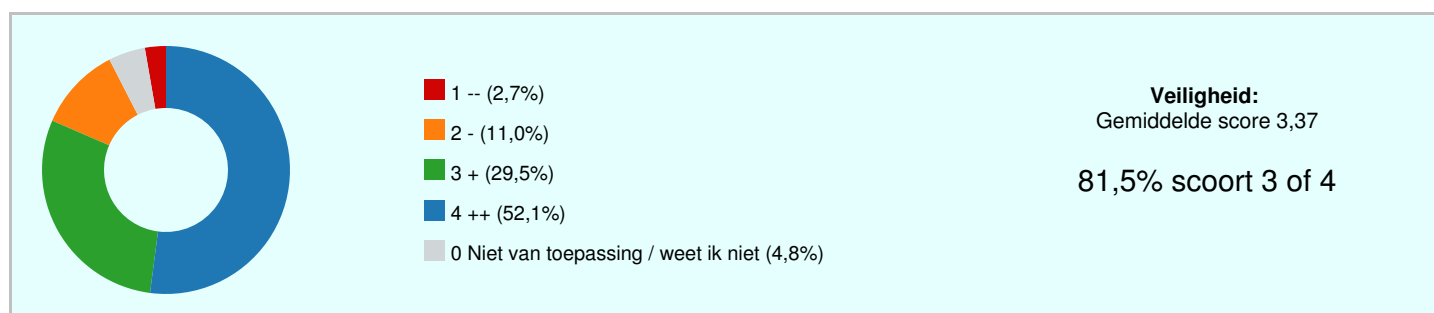 1 -- (2,7%)
2 - (11,0%)
3 + (29,5%)
4 ++ (52,1%)
0 Niet van toepassing / weet ik niet (4,8%)
Veiligheid:
Gemiddelde score 3,37
81,5% scoort 3 of 4